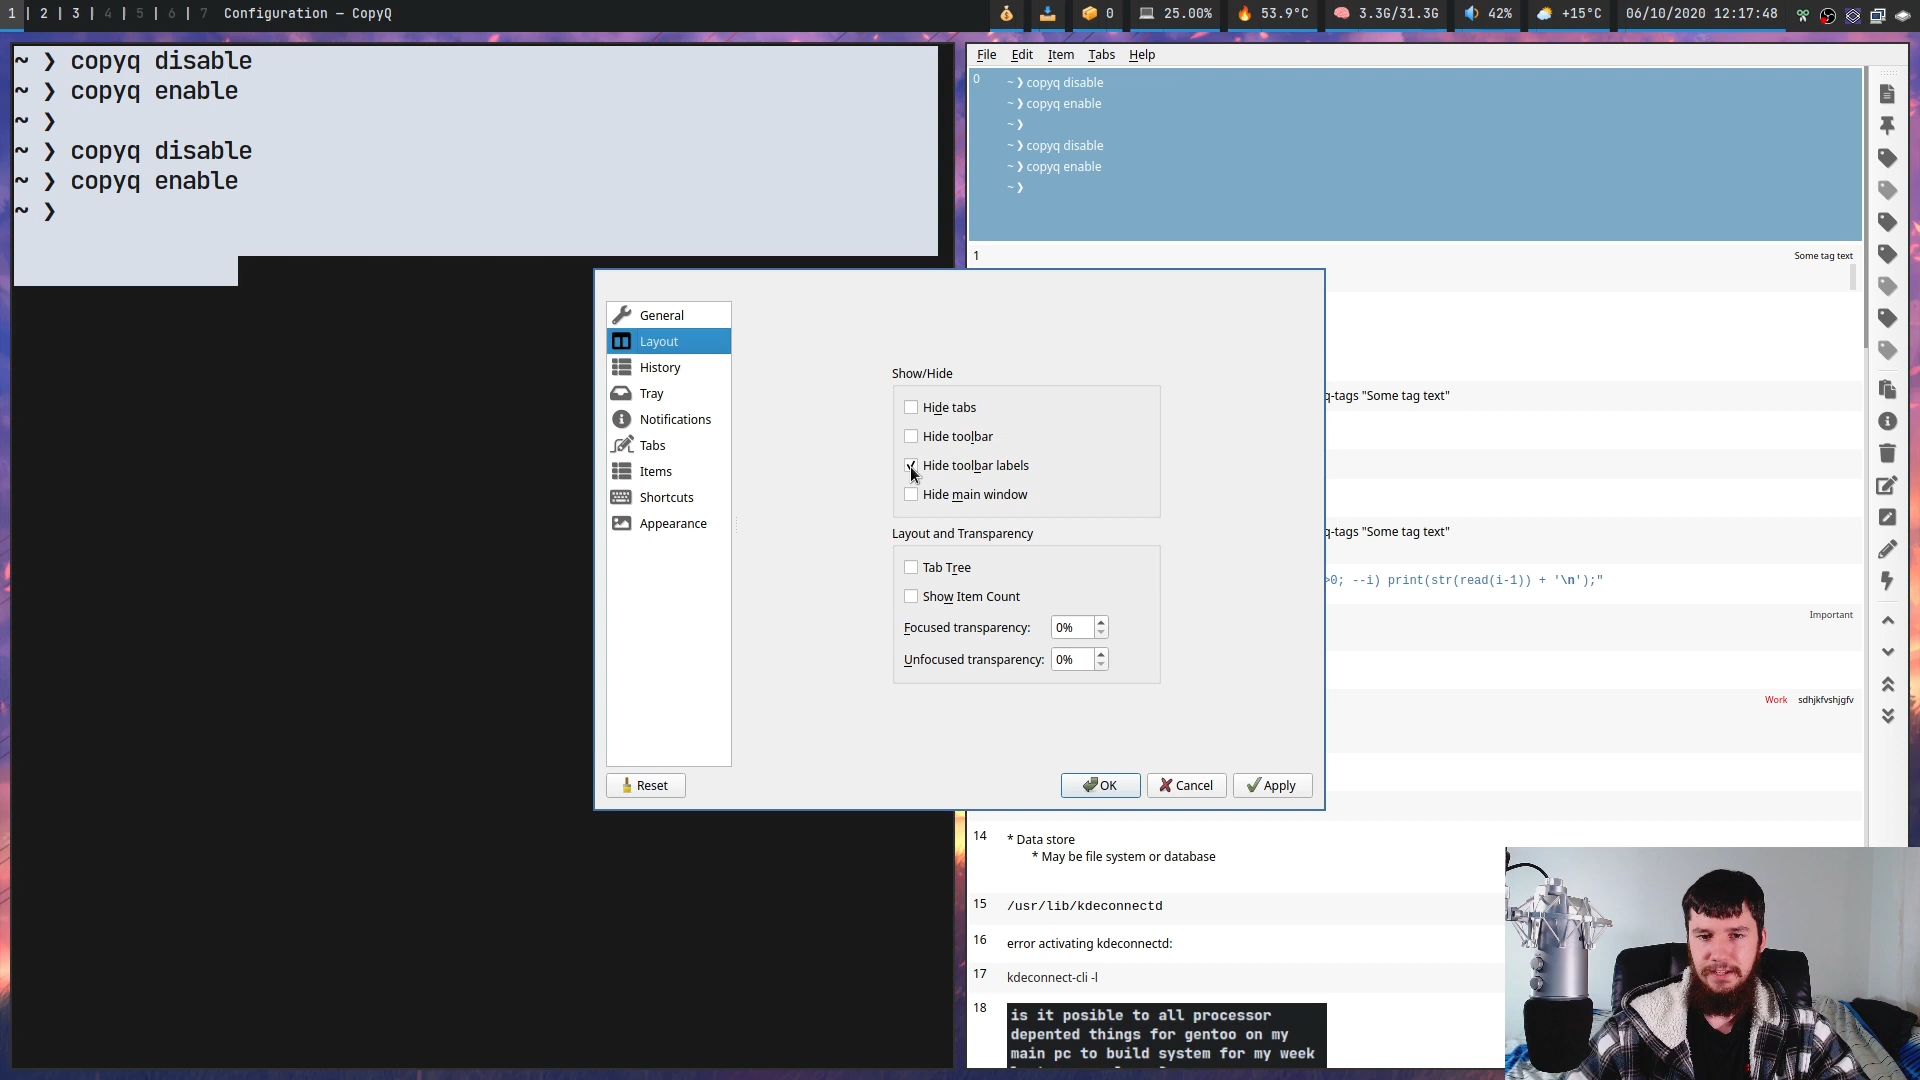 1 | 2 | 3 | 4 | 5 | 6 | 7 Configuration – CopyQ
0 25.00% 53.9°C 3.3G/31.3G 42% +15°C 06/10/2020 12:17:48
~ ❯ copyq disable
~ ❯ copyq enable
~ ❯
~ ❯ copyq disable
~ ❯ copyq enable
~ ❯
File Edit Item Tabs Help
0 ~ ❯ copyq disable
~ ❯ copyq enable
~ ❯
~ ❯ copyq disable
~ ❯ copyq enable
~ ❯
1 Some tag text
General
Layout
History
Tray
Notifications
Tabs
Items
Shortcuts
Appearance
Show/Hide
Hide tabs
Hide toolbar
Hide toolbar labels
Hide main window
Layout and Transparency
Tab Tree
Show Item Count
Focused transparency: 0%
Unfocused transparency: 0%
Reset OK Cancel Apply
q-tags "Some tag text"
q-tags "Some tag text"
>0; --i) print(str(read(i-1)) + '\n');"
Important
Work sdhjkfvshjgfv
14 * Data store
* May be file system or database
15 /usr/lib/kdeconnectd
16 error activating kdeconnectd:
17 kdeconnect-cli -l
18 is it posible to all processor
depented things for gentoo on my
main pc to build system for my week